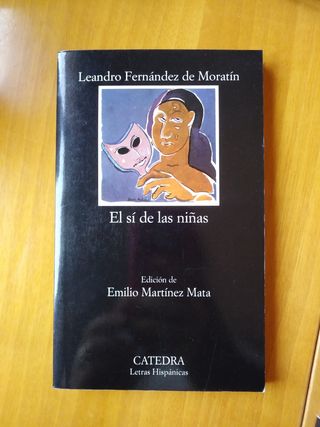 Leandro Fernández de Moratín
El sí de las niñas
Edición de
Emilio Martínez Mata
CATEDRA
Letras Hispánicas